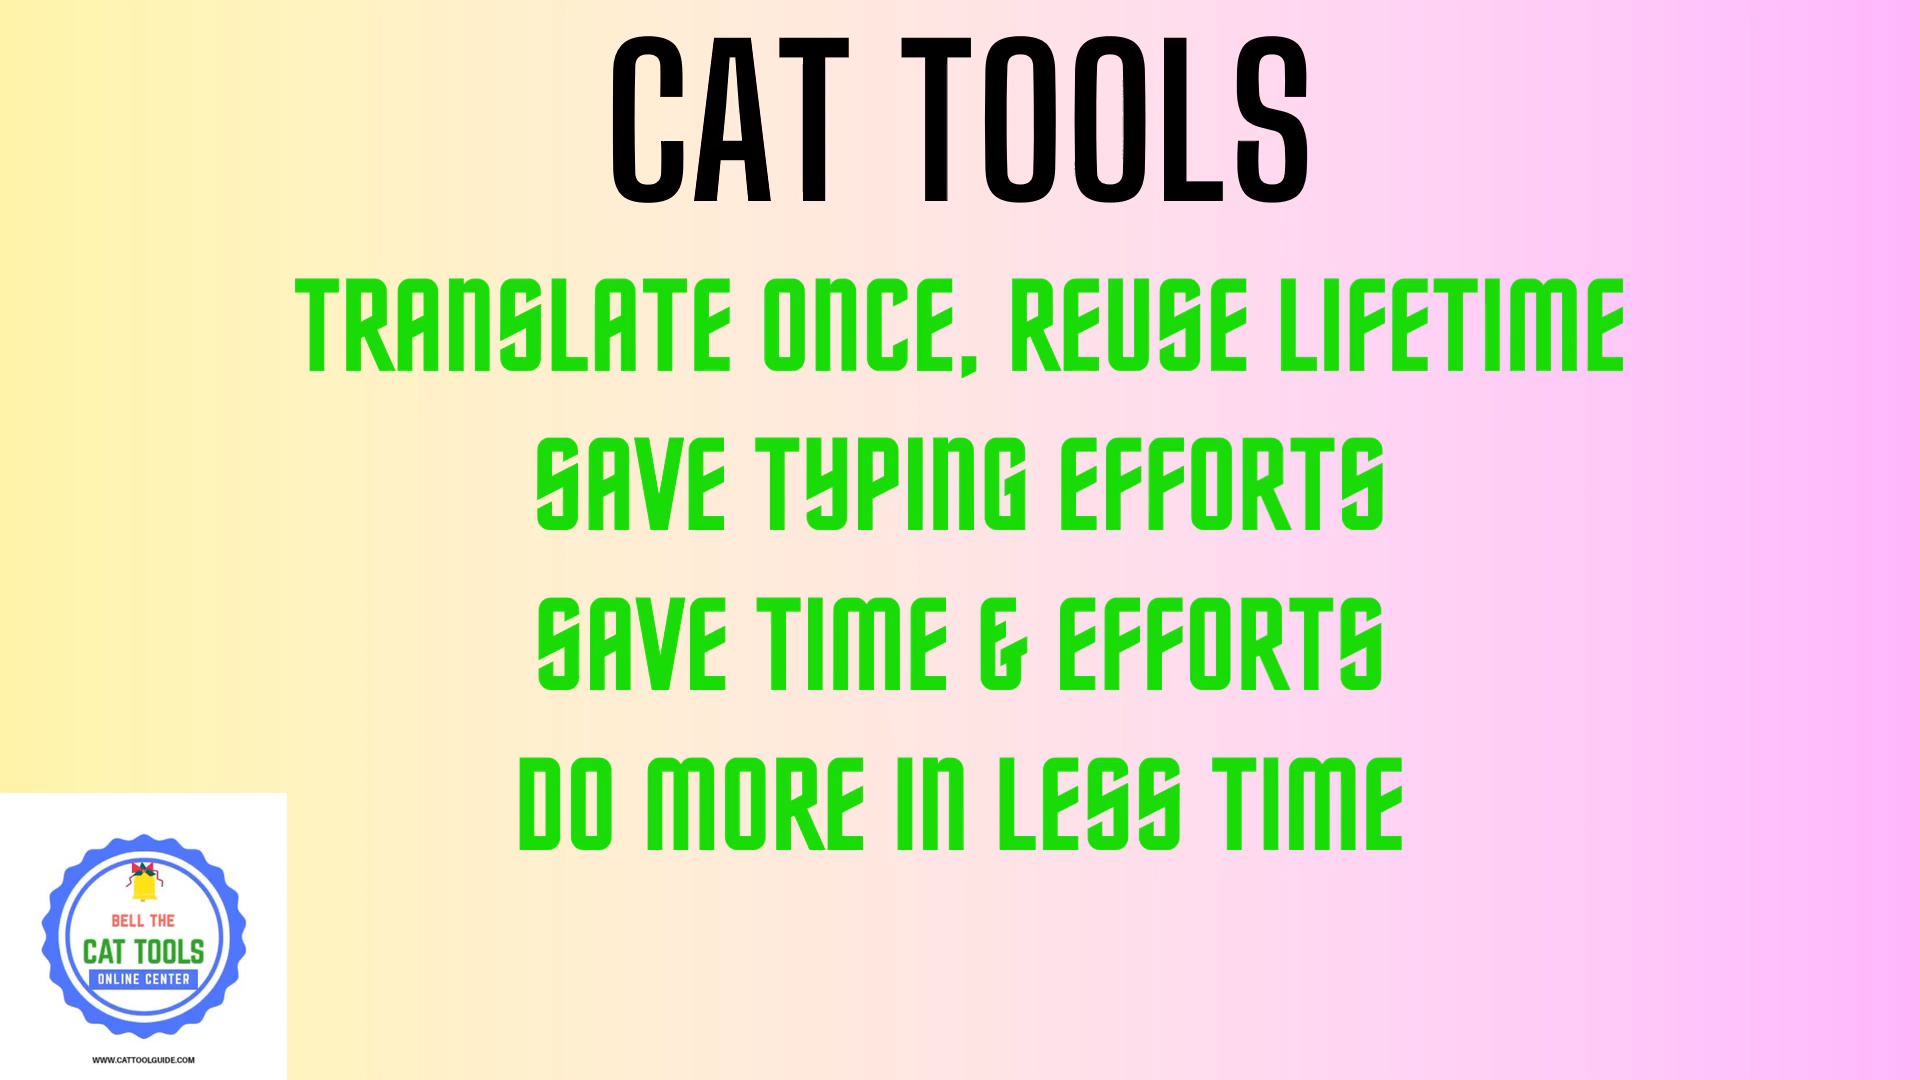 CAT TOOLS
TRANSLATE ONCE, REUSE LIFETIME
SAVE TYPING EFFORTS
SAVE TIME & EFFORTS
DO MORE IN LESS TIME
BELL THE
CAT TOOLS
ONLINE CENTER
WWW.CATTOOLGUIDE.COM